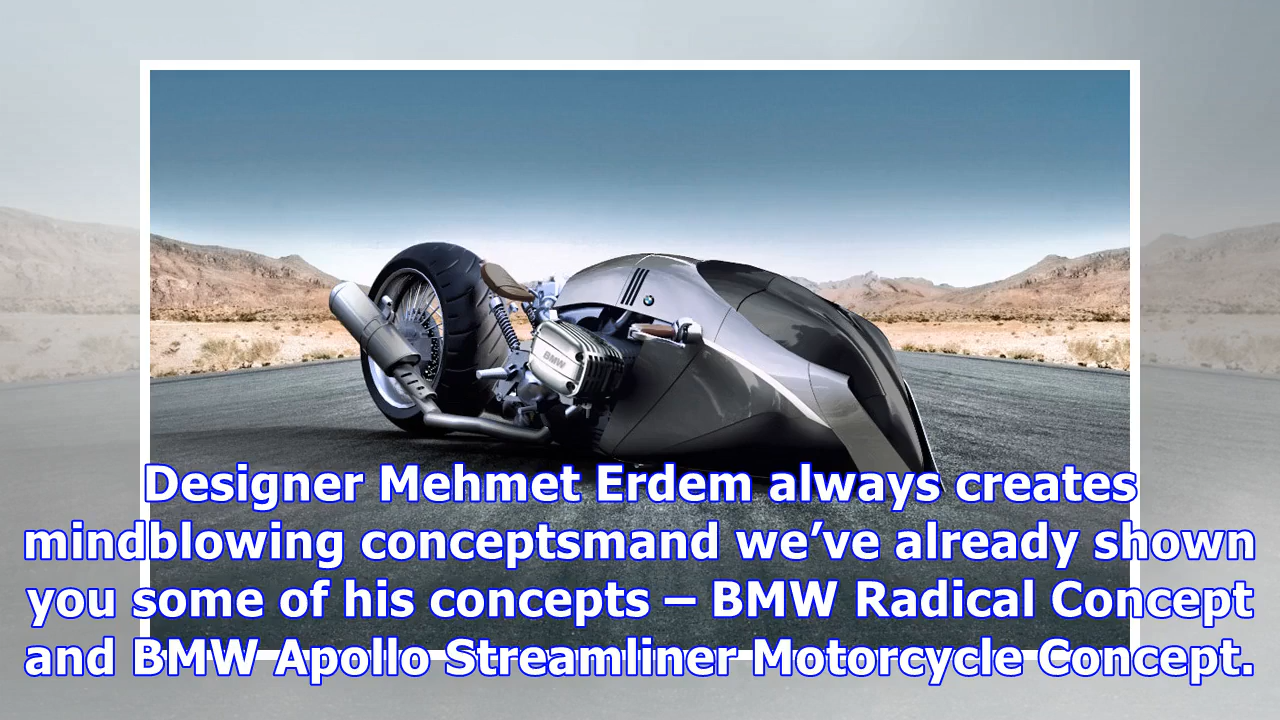 BMW
Designer Mehmet Erdem always creates
mindblowing conceptsmand we’ve already shown
you some of his concepts – BMW Radical Concept
and BMW Apollo Streamliner Motorcycle Concept.